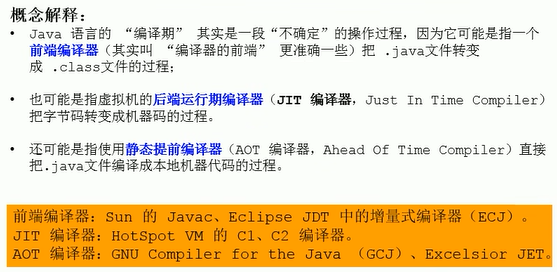 概念解释：
• Java 语言的 “编译期” 其实是一段“不确定”的操作过程，因为它可能是指一个
前端编译器（其实叫 “编译器的前端” 更准确一些）把 .java文件转变
成 .class文件的过程；
• 也可能是指虚拟机的后端运行期编译器（JIT 编译器，Just In Time Compiler）
把字节码转变成机器码的过程。
• 还可能是指使用静态提前编译器（AOT 编译器，Ahead Of Time Compiler）直接
把.java文件编译成本地机器代码的过程。
前端编译器：Sun 的 Javac、Eclipse JDT 中的增量式编译器（ECJ）。
JIT 编译器：HotSpot VM 的 C1、C2 编译器。
AOT 编译器：GNU Compiler for the Java （GCJ）、Excelsior JET。